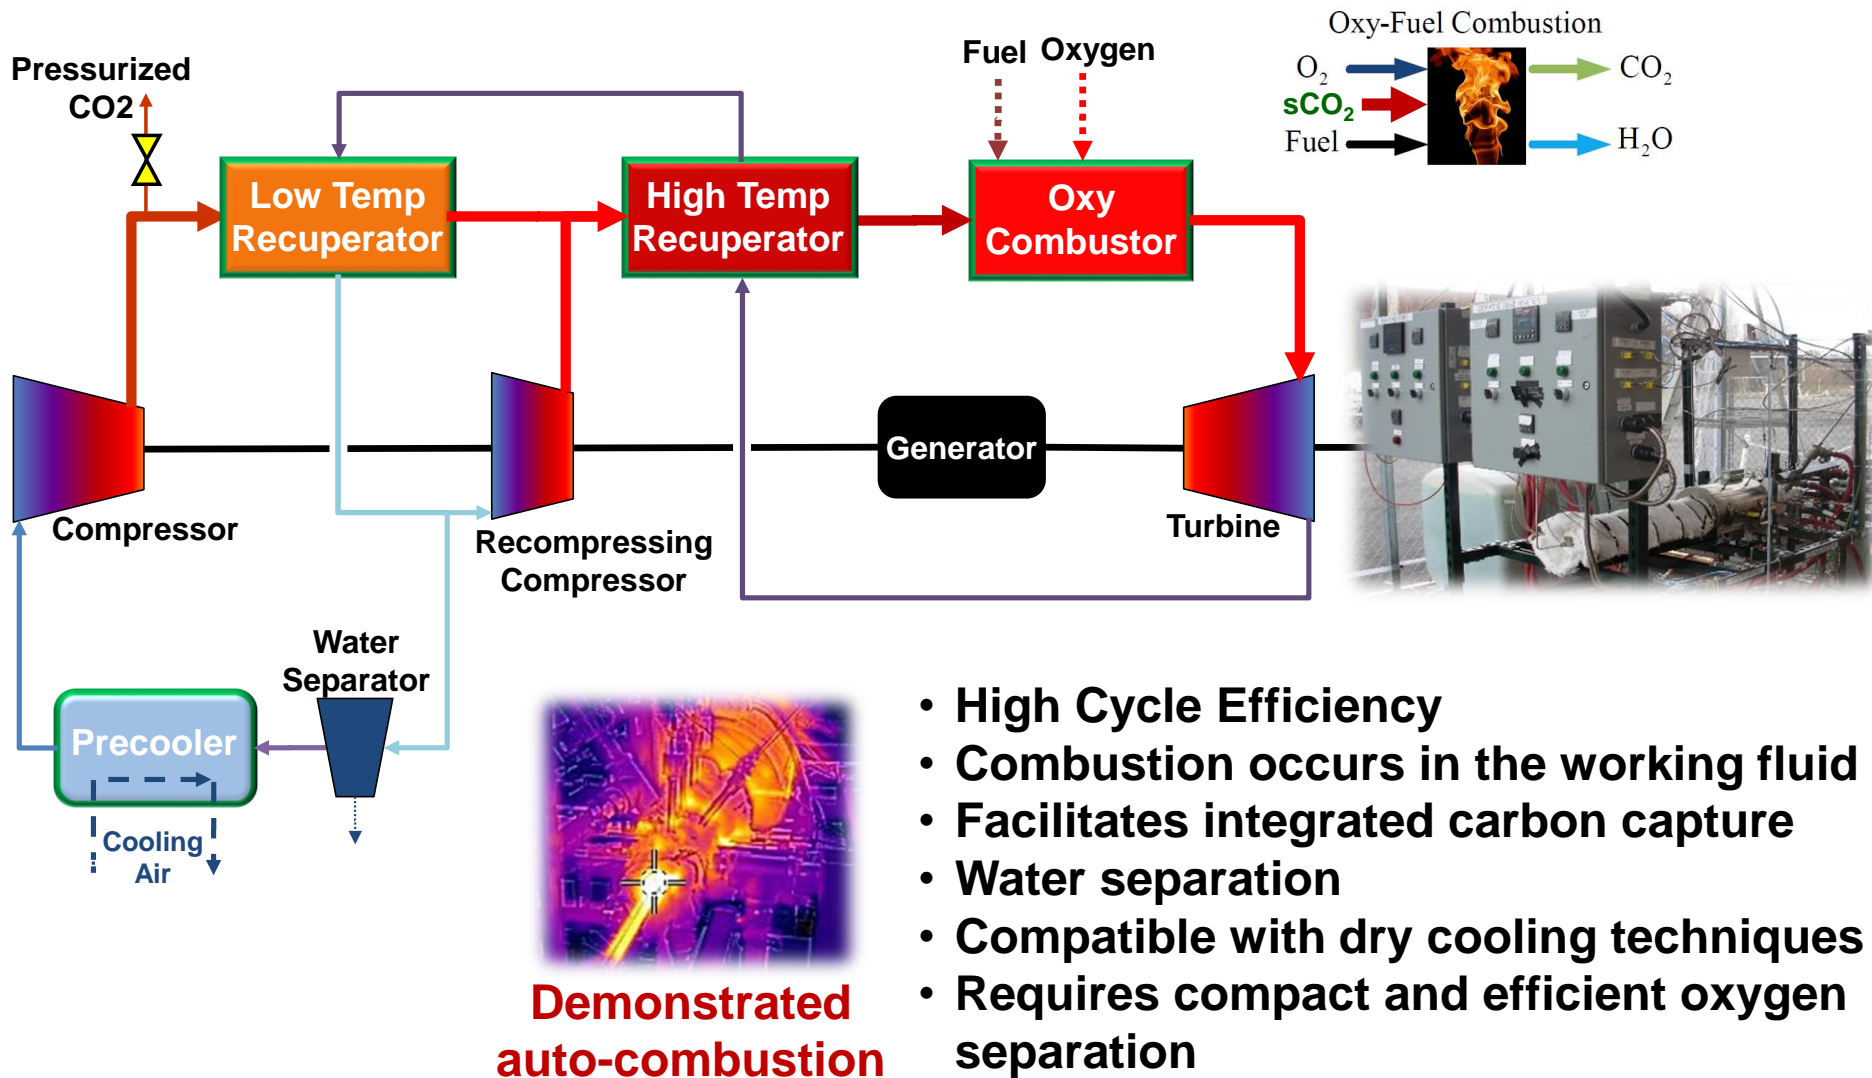 Pressurized
CO2
Fuel
Oxygen
Oxy-Fuel Combustion
O₂
CO₂
sCO₂
Fuel
H₂O
Low Temp
Recuperator
High Temp
Recuperator
Oxy
Combustor
Generator
Compressor
Recompressing
Compressor
Turbine
Water
Separator
Precooler
Cooling
Air
Demonstrated
auto-combustion
• High Cycle Efficiency
• Combustion occurs in the working fluid
• Facilitates integrated carbon capture
• Water separation
• Compatible with dry cooling techniques
• Requires compact and efficient oxygen
separation